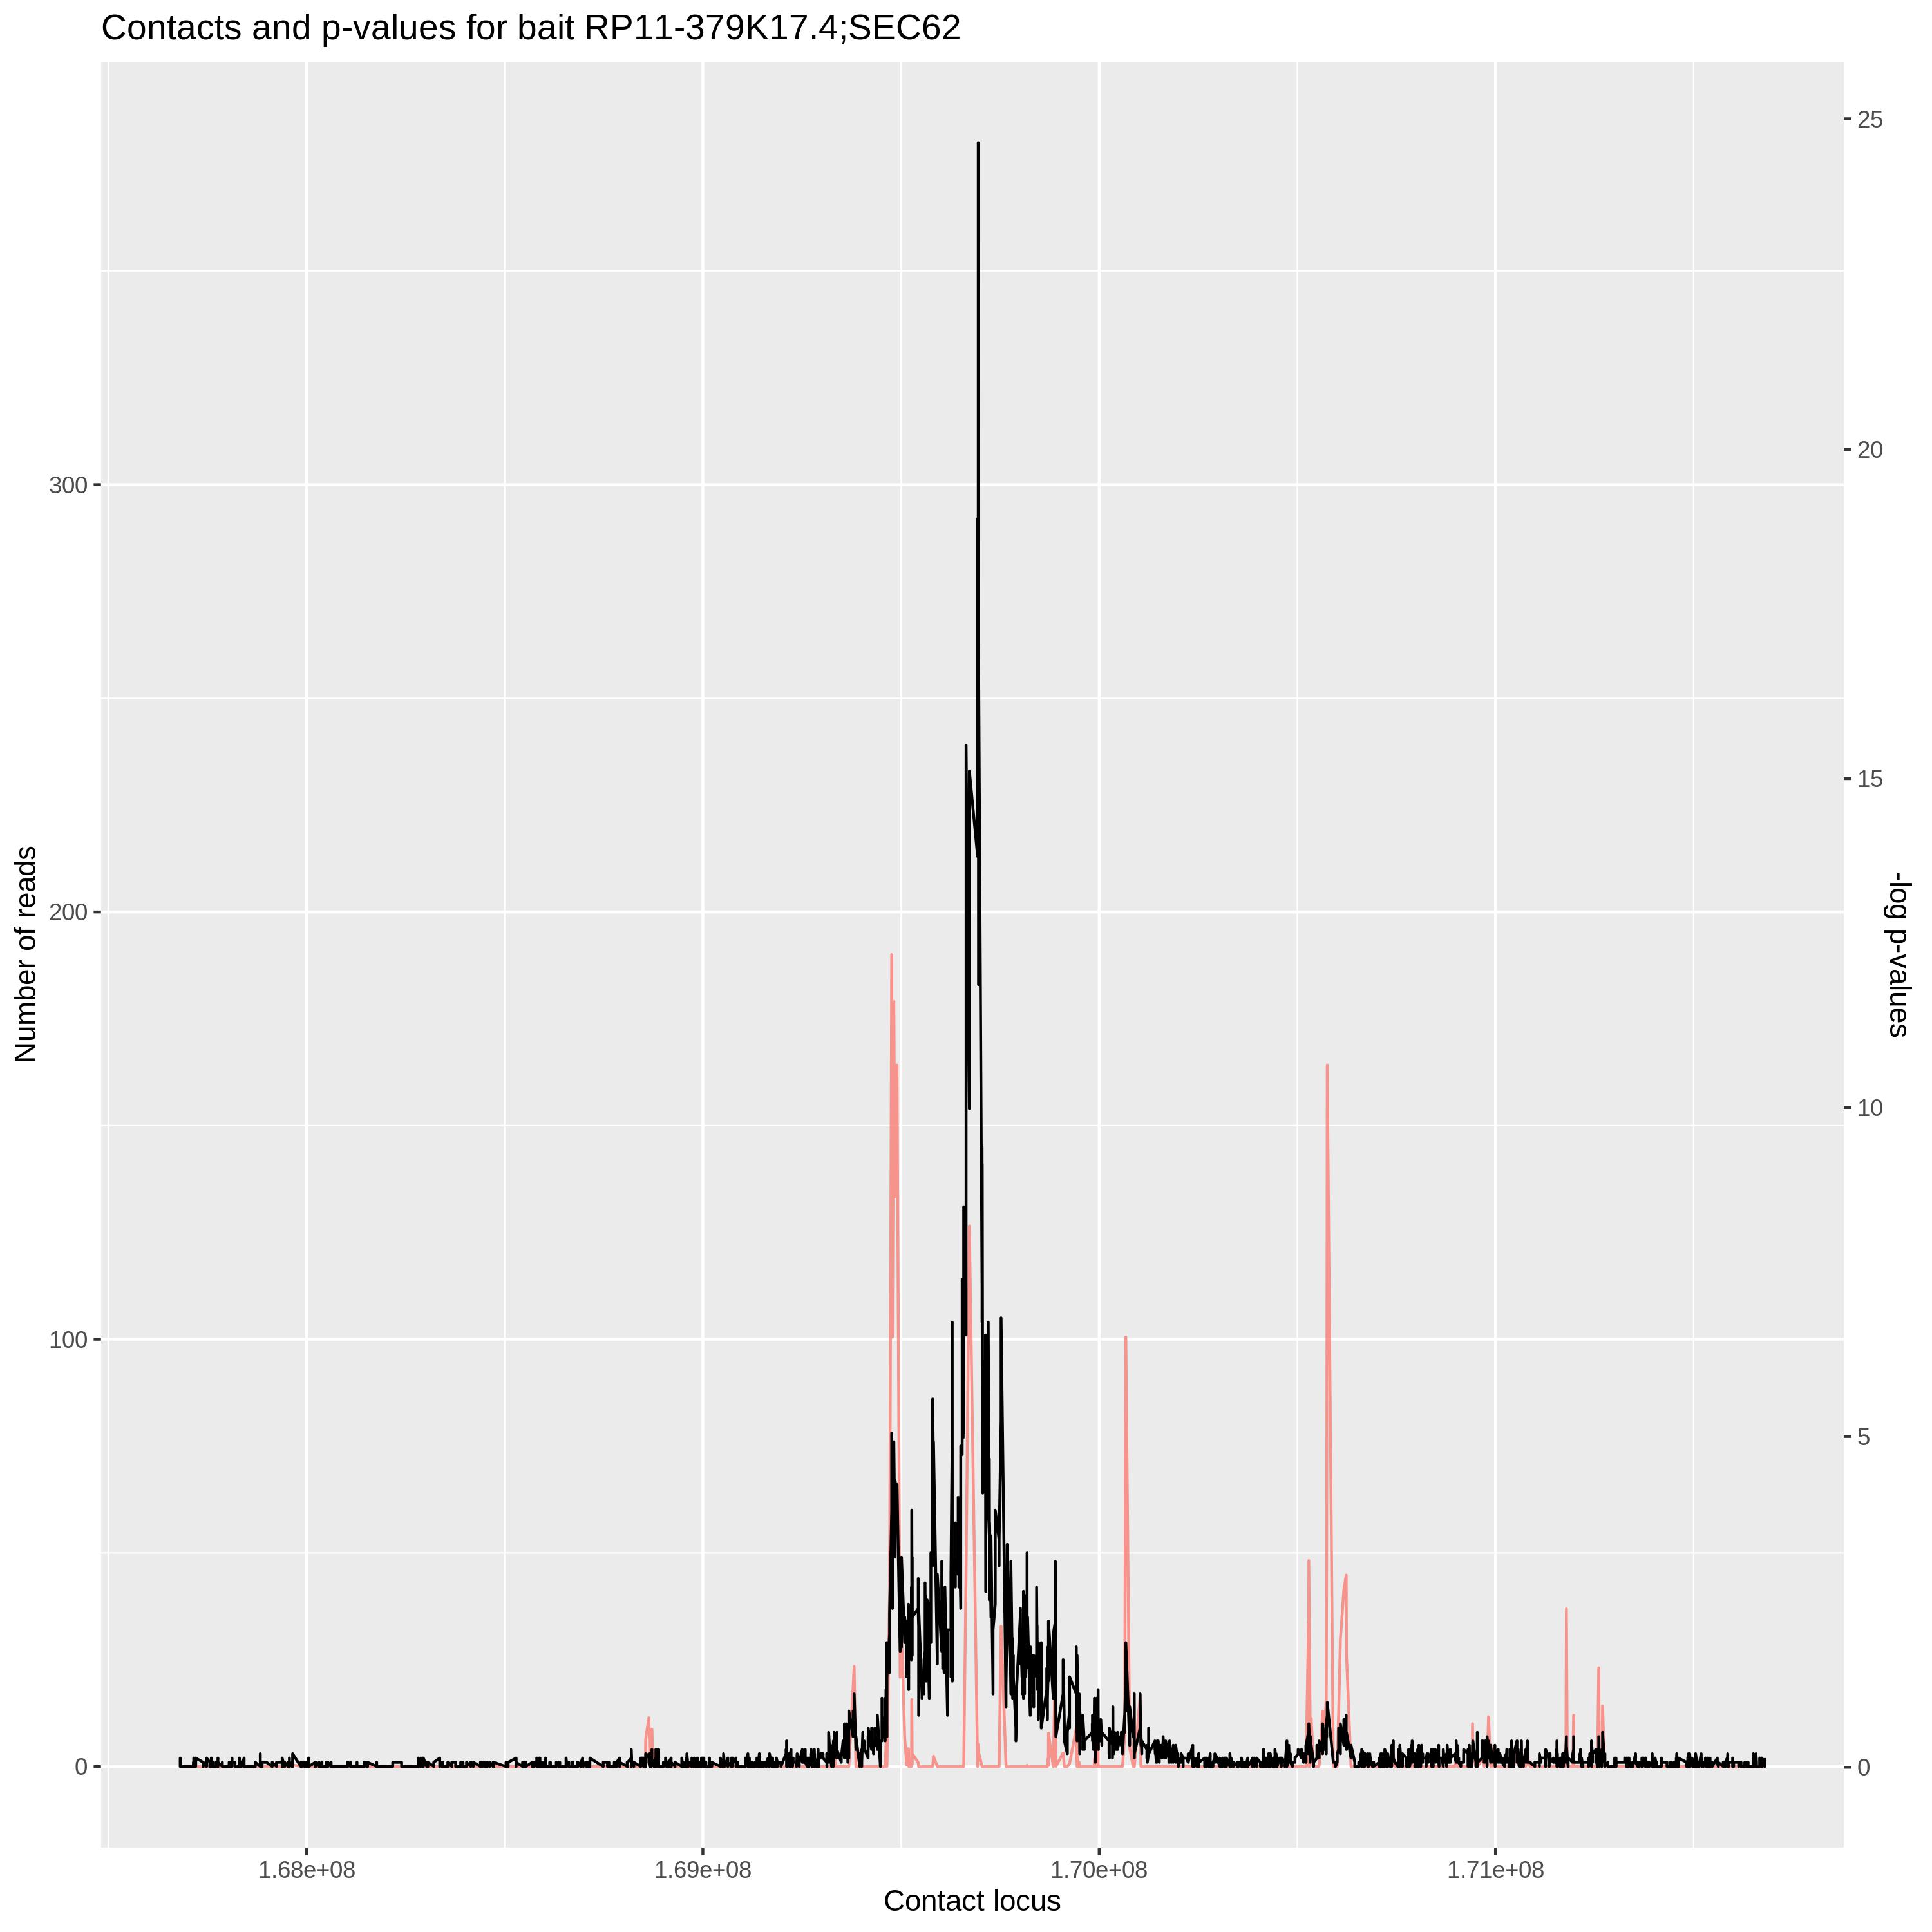 Contacts and p-values for bait RP11-379K17.4;SEC62
Number of reads
300
200
100
0
25
20
15
10
5
0
-log p-values
1.68e+08
1.69e+08
1.70e+08
1.71e+08
Contact locus